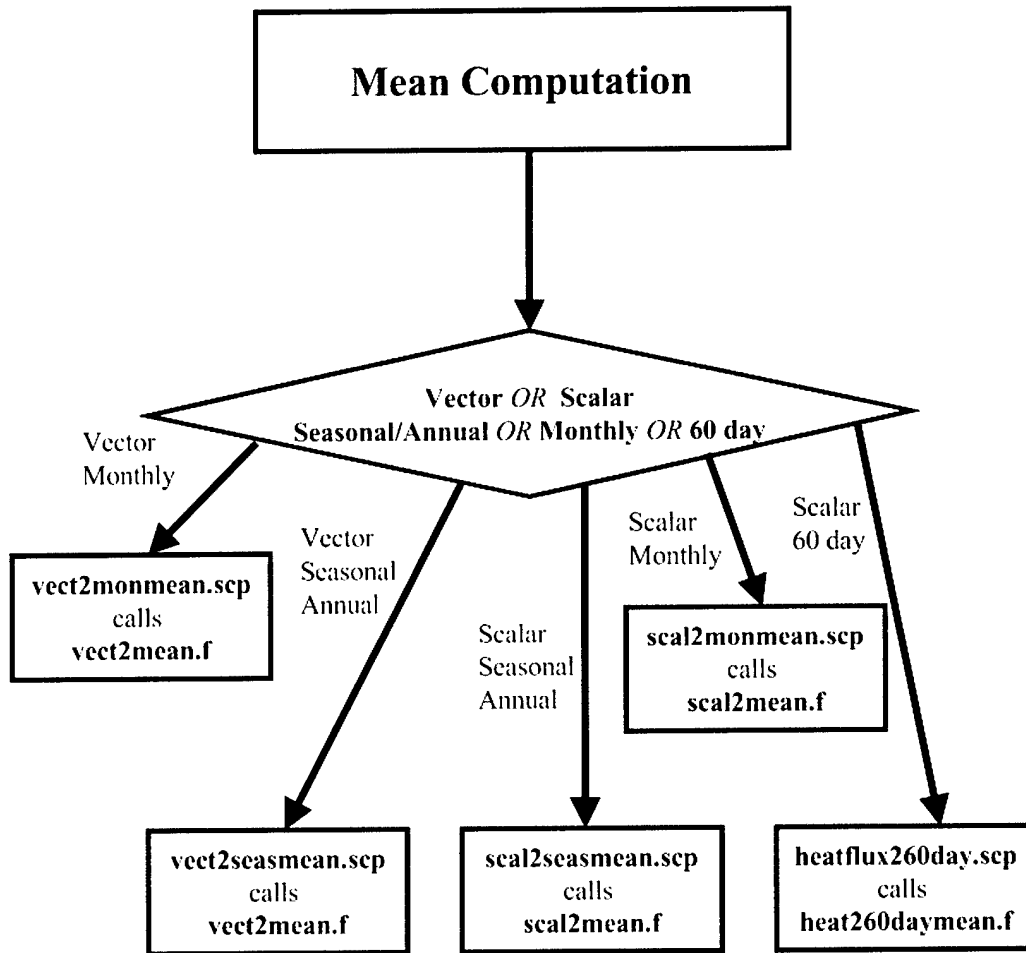 Mean Computation
Vector OR Scalar
Seasonal/Annual OR Monthly OR 60 day
Vector
Monthly
Vector
Seasonal
Annual
Scalar
Seasonal
Annual
Scalar
Monthly
Scalar
60 day
vect2monmean.scp
calls
vect2mean.f
scal2monmean.scp
calls
scal2mean.f
vect2seasmean.scp
calls
vect2mean.f
scal2seasmean.scp
calls
scal2mean.f
heatflux260day.scp
calls
heat260daymean.f